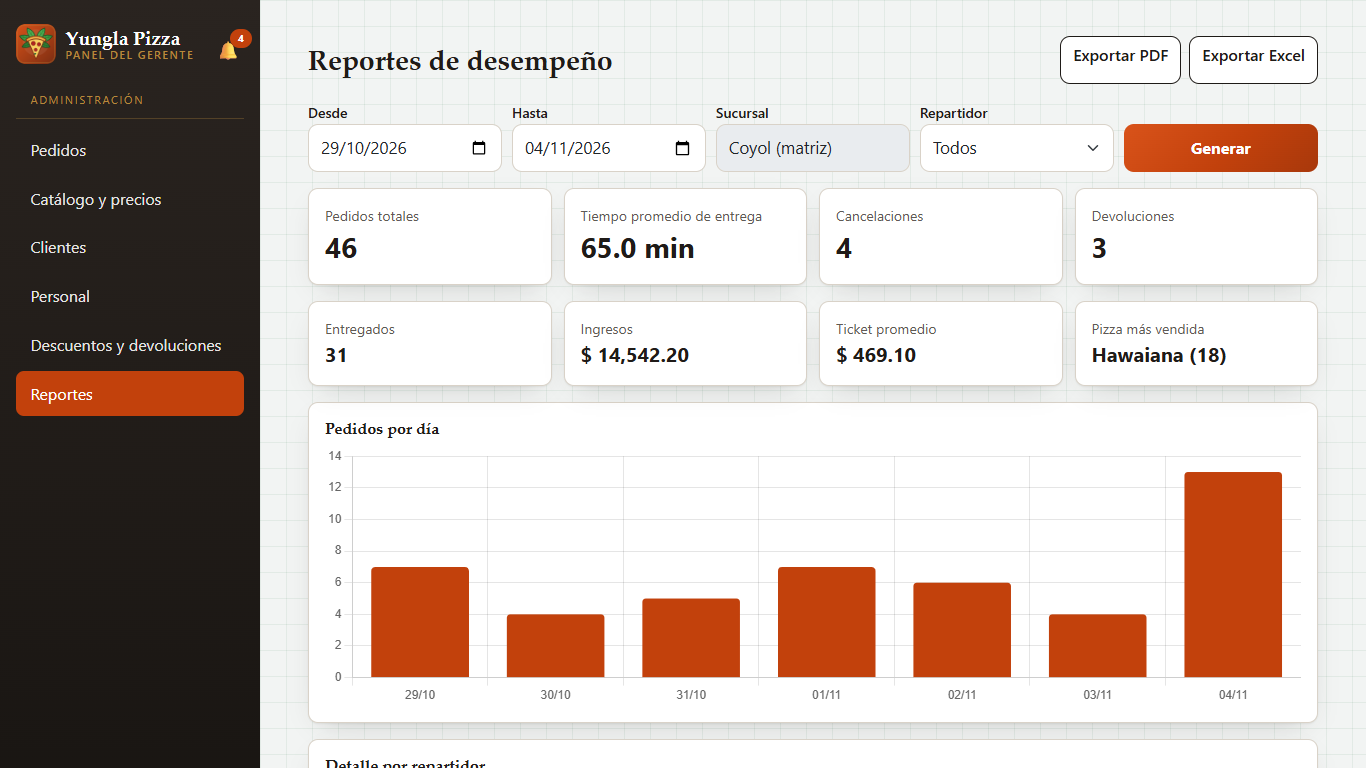 Yungla Pizza
PANEL DEL GERENTE
4
ADMINISTRACIÓN
Pedidos
Catálogo y precios
Clientes
Personal
Descuentos y devoluciones
Reportes
Reportes de desempeño
Exportar PDF
Exportar Excel
Desde
Hasta
Sucursal
Repartidor
29/10/2026
04/11/2026
Coyol (matriz)
Todos
Generar
Pedidos totales
46
Tiempo promedio de entrega
65.0 min
Cancelaciones
4
Devoluciones
3
Entregados
31
Ingresos
$ 14,542.20
Ticket promedio
$ 469.10
Pizza más vendida
Hawaiana (18)
Pedidos por día
14
12
10
8
6
4
2
0
29/10
30/10
31/10
01/11
02/11
03/11
04/11
Detalle por repartidor